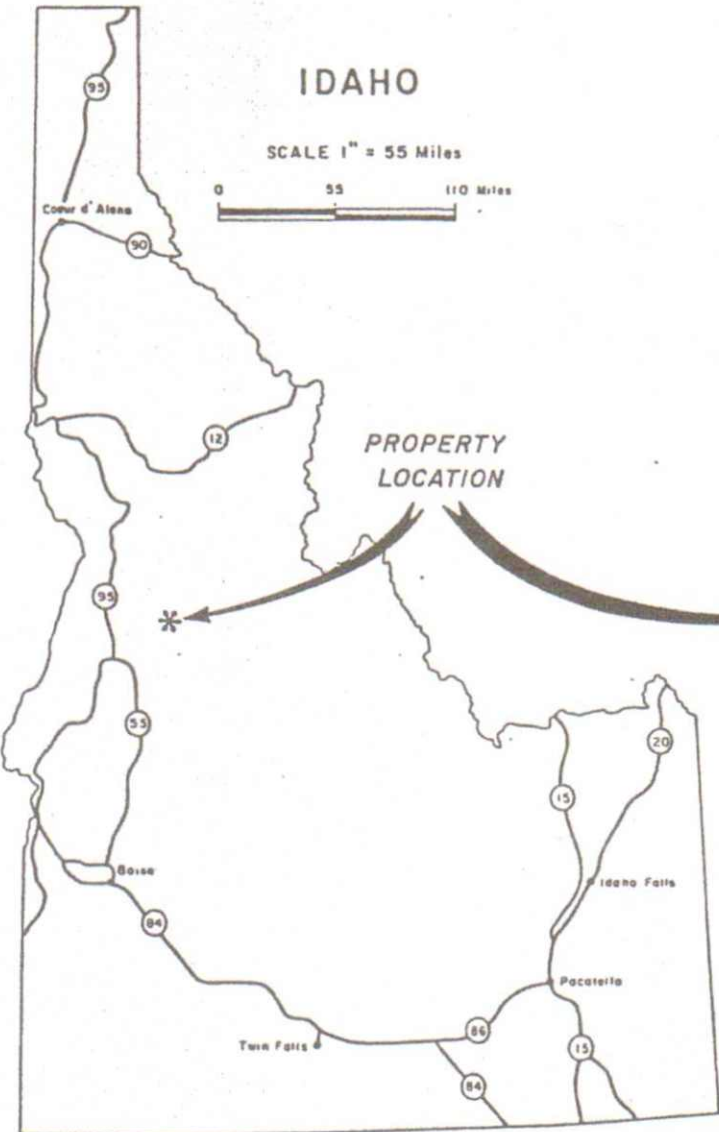 IDAHO
SCALE 1" = 55 Miles
0 55 110 Miles
95
Coeur d'Alene
90
12
PROPERTY
LOCATION
95
55
20
15
Boise
Idaho Falls
84
Pocatello
86
Twin Falls
15
84